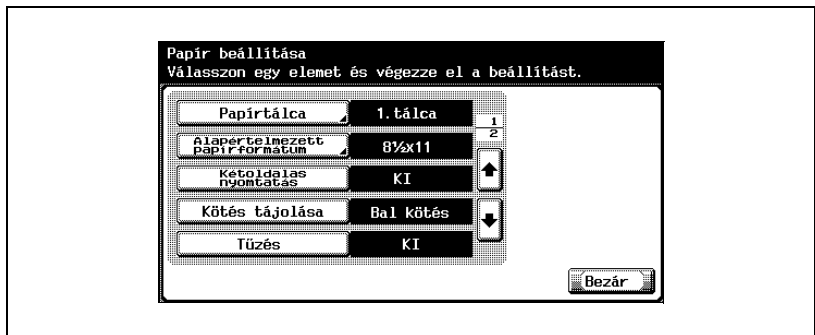 Papír beállítása
Válasszon egy elemet és végezze el a beállítást.
Papírtálca
1.tálca
1
2
Alapértelmezett
papírformátum
8½x11
Kétoldalas
nyomtatás
KI
Kötés tájolása
Bal kötés
Tűzés
KI
Bezár